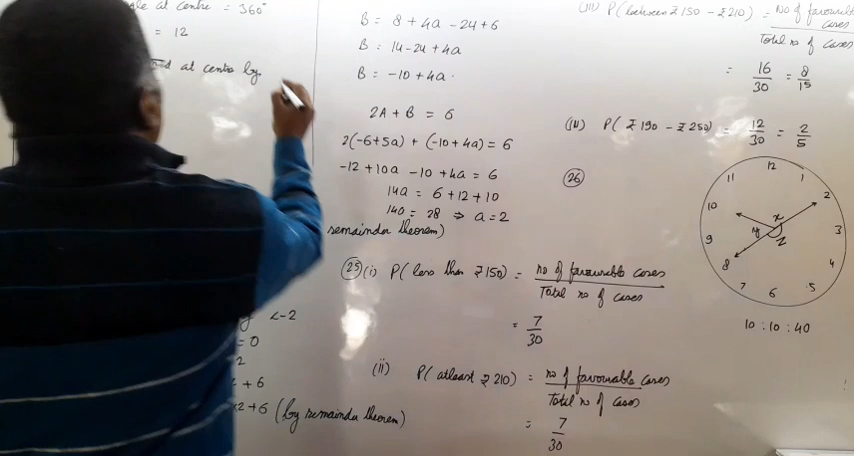 at centre = 360°
= 12
at centre by
< -2
= 0
2
+ 6
x2+6 (by remainder theorem)
B = 8 + 4a - 24 + 6
B = 14 - 24 + 4a
B = -10 + 4a.
2A + B = 6
2(-6+5a) + (-10+4a) = 6
-12 + 10a -10 + 4a = 6
14a = 6 + 12 + 10
14a = 28 ⇒ a = 2
remainder theorem)
(25) (i) P( less than ₹150) = no of favourable cases / Total no of cases
= 7/30
(ii) P( atleast ₹210) = no of favourable cases / Total no of cases
= 7/30
(iii) P(between ₹150 - ₹210) = No of favourable cases / Total no of cases
= 16/30 = 8/15
(iv) P( ₹190 - ₹250) = 12/30 = 2/5
(26)
12
11 1
10 2
x
9 y 3
z
8 4
7 5
6
10 : 10 : 40